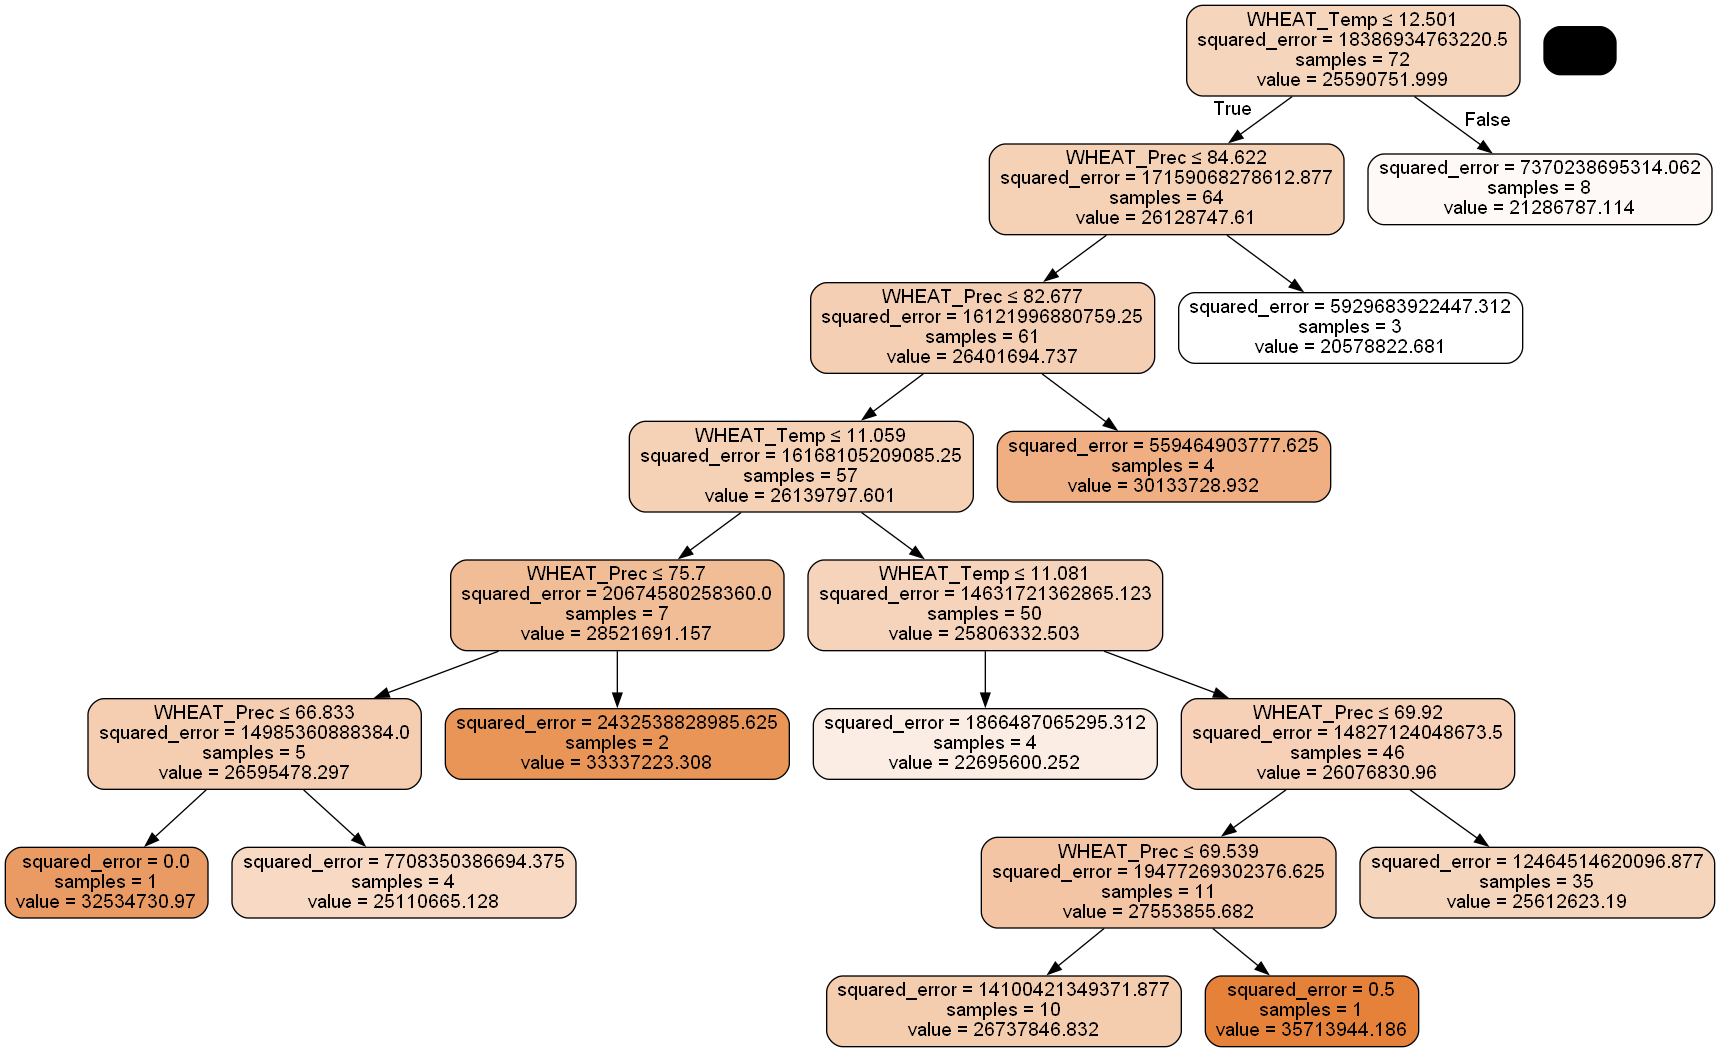 WHEAT_Temp ≤ 12.501
squared_error = 18386934763220.5
samples = 72
value = 25590751.999
True
False
WHEAT_Prec ≤ 84.622
squared_error = 17159068278612.877
samples = 64
value = 26128747.61
squared_error = 7370238695314.062
samples = 8
value = 21286787.114
WHEAT_Prec ≤ 82.677
squared_error = 16121996880759.25
samples = 61
value = 26401694.737
squared_error = 5929683922447.312
samples = 3
value = 20578822.681
WHEAT_Temp ≤ 11.059
squared_error = 16168105209085.25
samples = 57
value = 26139797.601
squared_error = 559464903777.625
samples = 4
value = 30133728.932
WHEAT_Prec ≤ 75.7
squared_error = 20674580258360.0
samples = 7
value = 28521691.157
WHEAT_Temp ≤ 11.081
squared_error = 14631721362865.123
samples = 50
value = 25806332.503
WHEAT_Prec ≤ 66.833
squared_error = 14985360888384.0
samples = 5
value = 26595478.297
squared_error = 2432538828985.625
samples = 2
value = 33337223.308
squared_error = 1866487065295.312
samples = 4
value = 22695600.252
WHEAT_Prec ≤ 69.92
squared_error = 14827124048673.5
samples = 46
value = 26076830.96
squared_error = 0.0
samples = 1
value = 32534730.97
squared_error = 7708350386694.375
samples = 4
value = 25110665.128
WHEAT_Prec ≤ 69.539
squared_error = 19477269302376.625
samples = 11
value = 27553855.682
squared_error = 12464514620096.877
samples = 35
value = 25612623.19
squared_error = 14100421349371.877
samples = 10
value = 26737846.832
squared_error = 0.5
samples = 1
value = 35713944.186